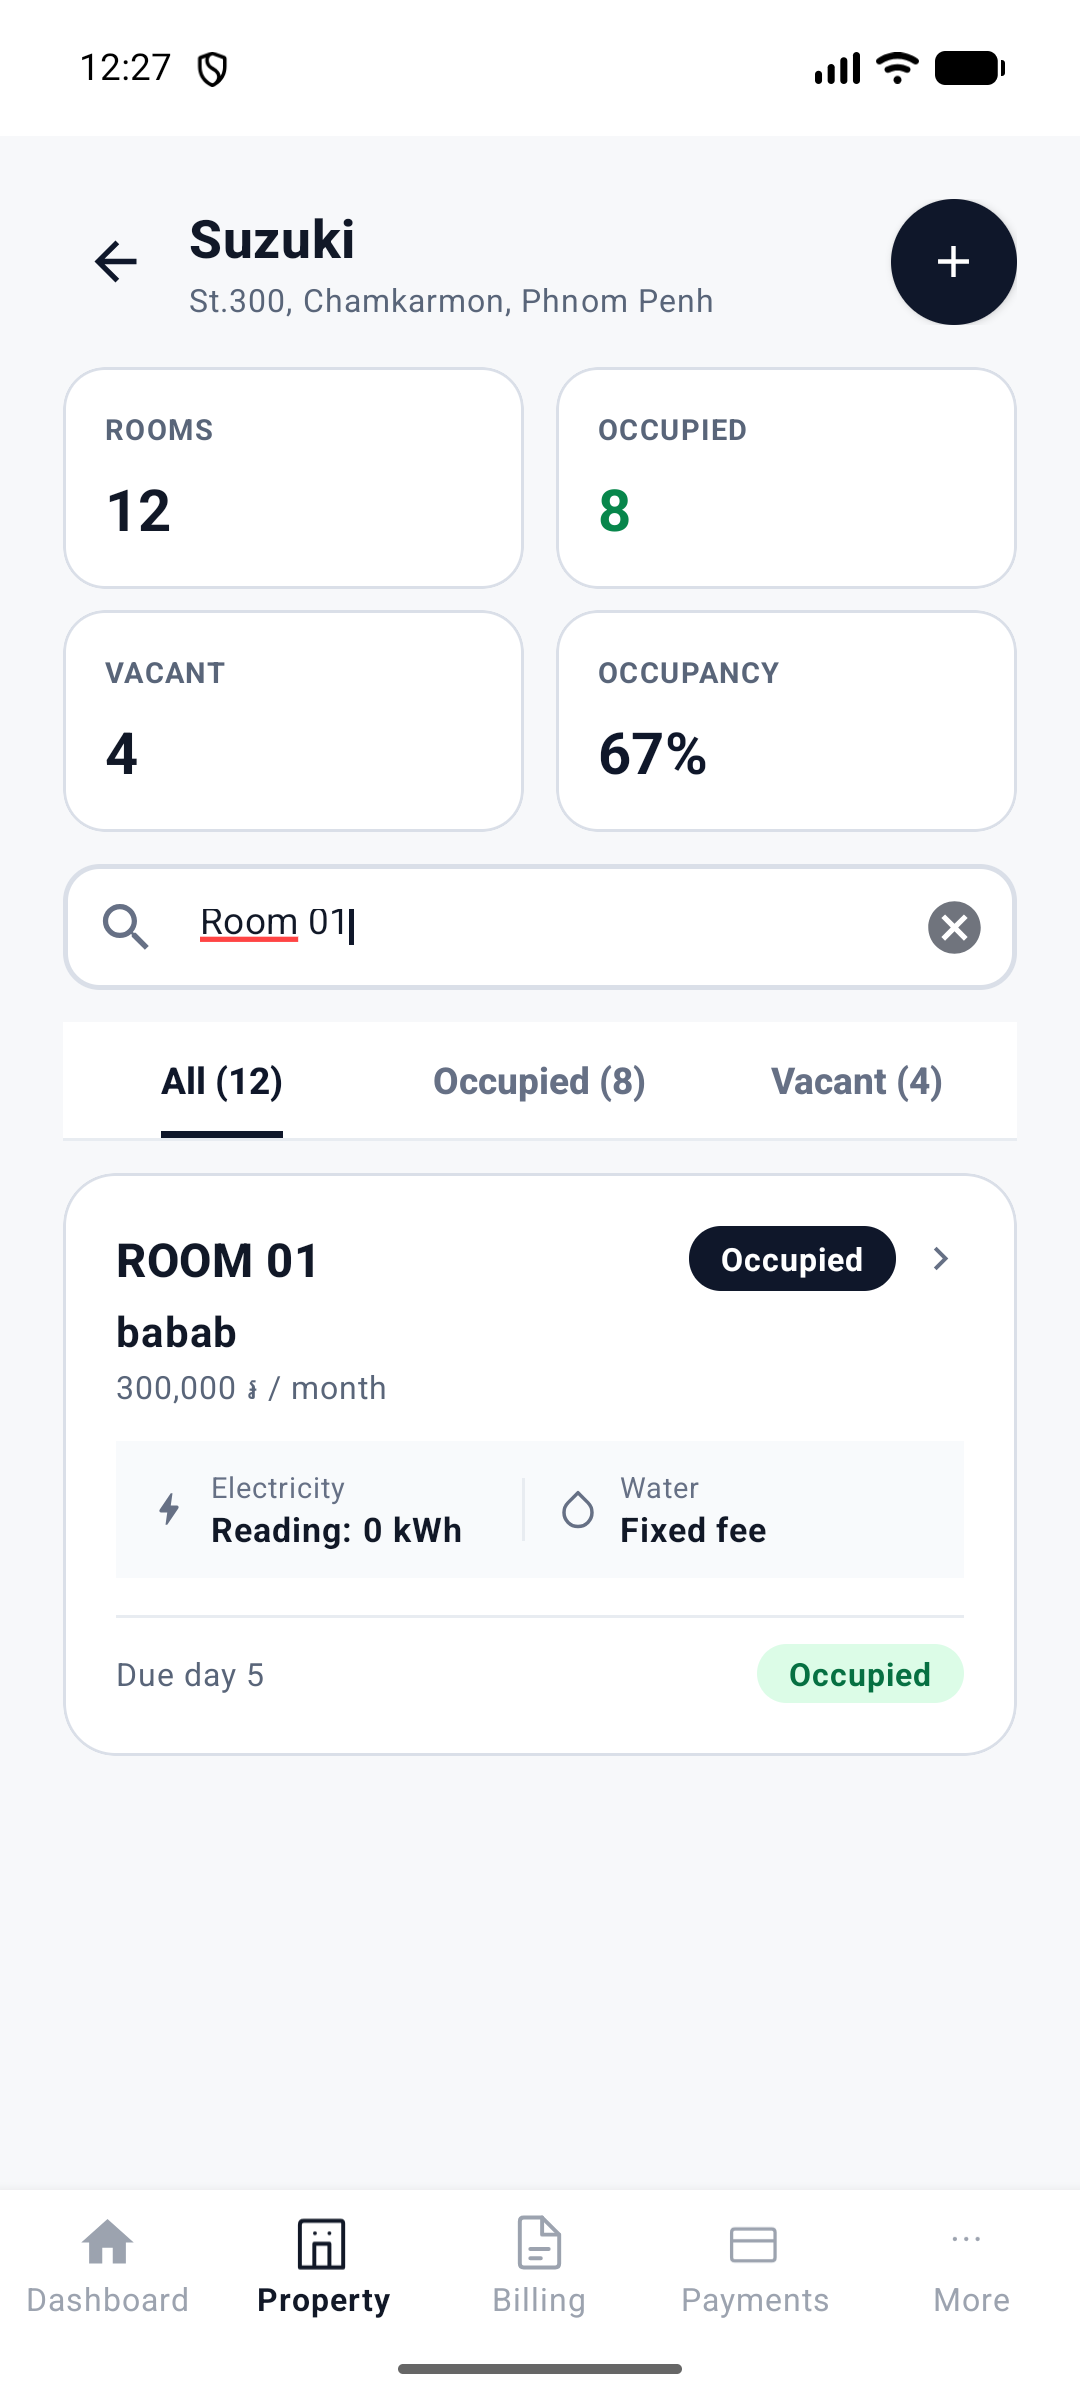 12:27
Suzuki
St.300, Chamkarmon, Phnom Penh
ROOMS
12
OCCUPIED
8
VACANT
4
OCCUPANCY
67%
Room 01
All (12)
Occupied (8)
Vacant (4)
ROOM 01
Occupied
babab
300,000 ៛ / month
Electricity
Reading: 0 kWh
Water
Fixed fee
Due day 5
Occupied
Dashboard
Property
Billing
Payments
More